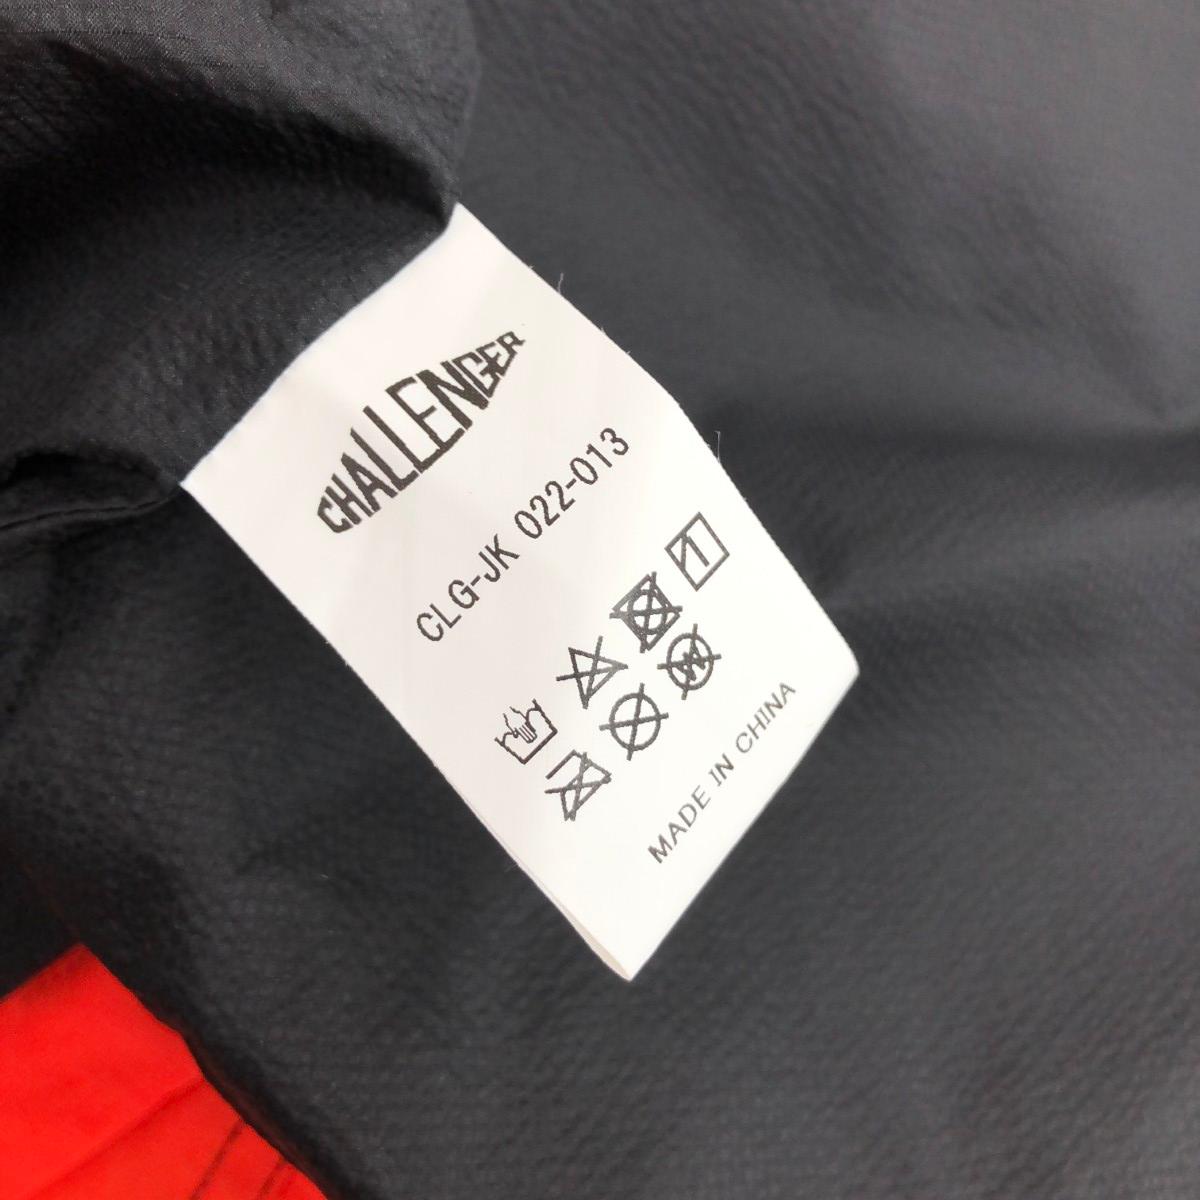 CHALLENGER
CLG-JK 022-013
MADE IN CHINA